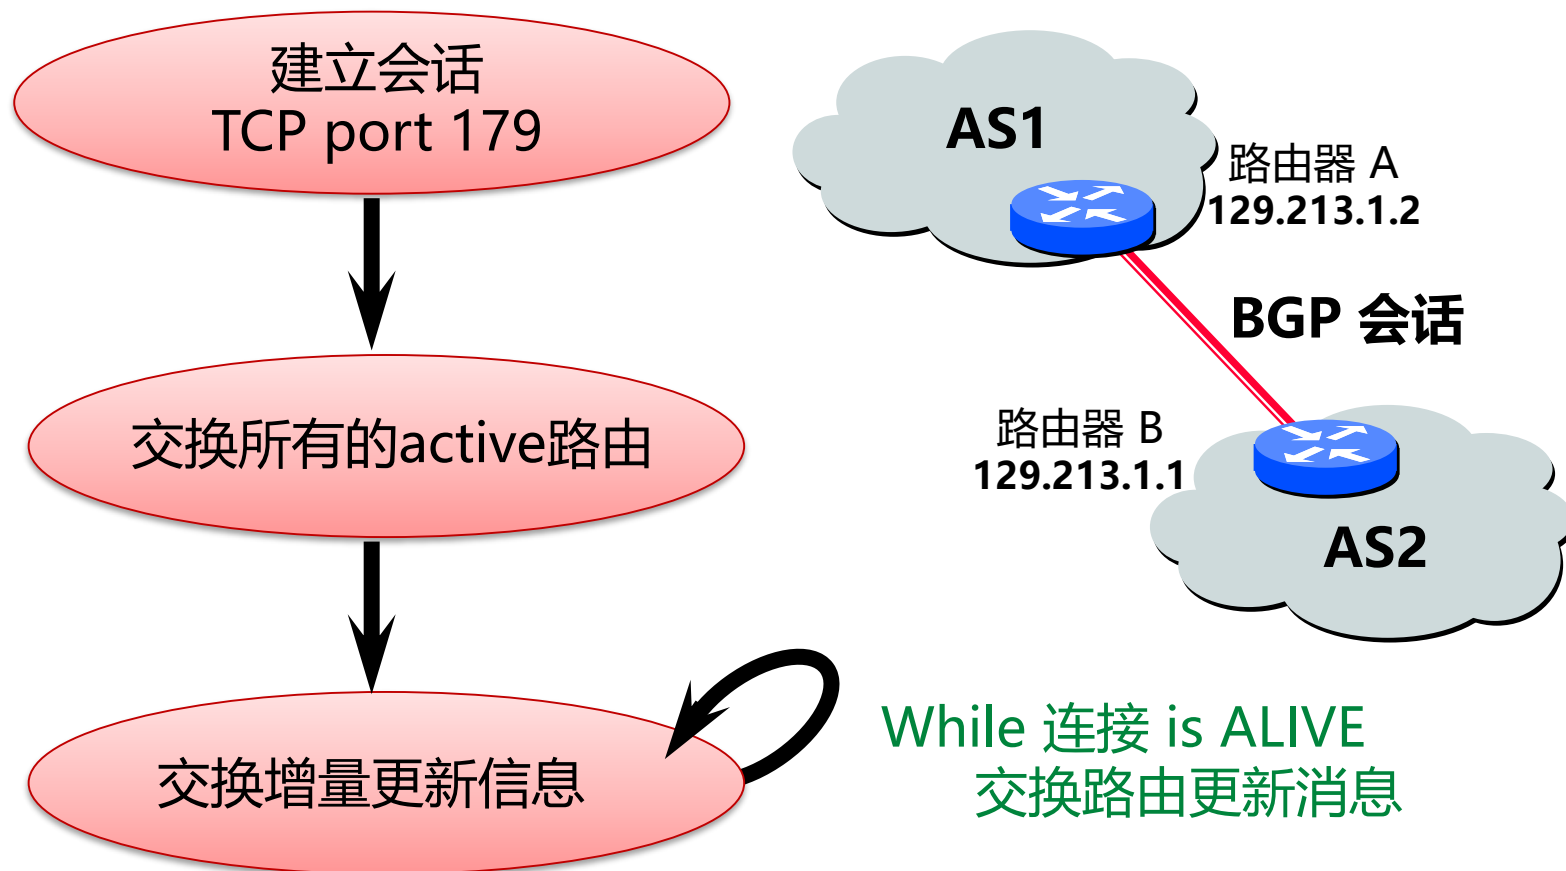 建立会话
TCP port 179
交换所有的active路由
交换增量更新信息
AS1
路由器 A
129.213.1.2
BGP 会话
路由器 B
129.213.1.1
AS2
While 连接 is ALIVE
交换路由更新消息